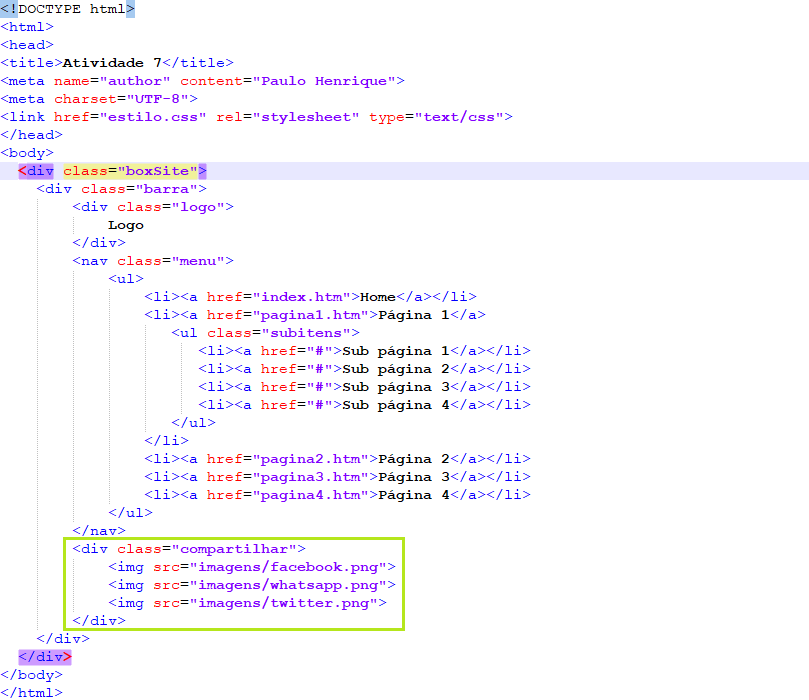 <!DOCTYPE html>
<html>
<head>
<title>Atividade 7</title>
<meta name="author" content="Paulo Henrique">
<meta charset="UTF-8">
<link href="estilo.css" rel="stylesheet" type="text/css">
</head>
<body>
<div class="boxSite">
<div class="barra">
<div class="logo">
Logo
</div>
<nav class="menu">
<ul>
<li><a href="index.htm">Home</a></li>
<li><a href="pagina1.htm">Página 1</a>
<ul class="subitens">
<li><a href="#">Sub página 1</a></li>
<li><a href="#">Sub página 2</a></li>
<li><a href="#">Sub página 3</a></li>
<li><a href="#">Sub página 4</a></li>
</ul>
</li>
<li><a href="pagina2.htm">Página 2</a></li>
<li><a href="pagina3.htm">Página 3</a></li>
<li><a href="pagina4.htm">Página 4</a></li>
</ul>
</nav>
<div class="compartilhar">
<img src="imagens/facebook.png">
<img src="imagens/whatsapp.png">
<img src="imagens/twitter.png">
</div>
</div>
</div>
</body>
</html>